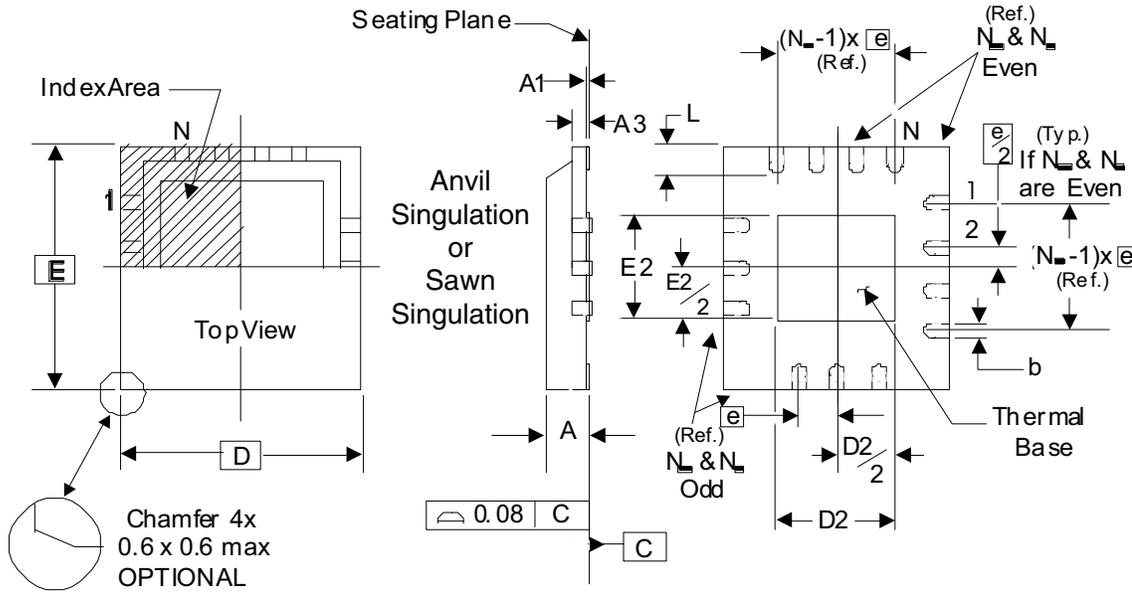 Seating Plane
Index Area
N
1
E
Top View
D
Chamfer 4x
0.6 x 0.6 max
OPTIONAL
A1
A3
L
Anvil
Singulation
or
Sawn
Singulation
A
0.08 C
C
(N -1)x e
(Ref.)
(Ref.)
N & N
Even
N
e/2
(Typ.)
If N & N
are Even
1
2
(N -1)x e
(Ref.)
E2
E2/2
b
Thermal
Base
e
(Ref.)
N & N
Odd
D2/2
D2